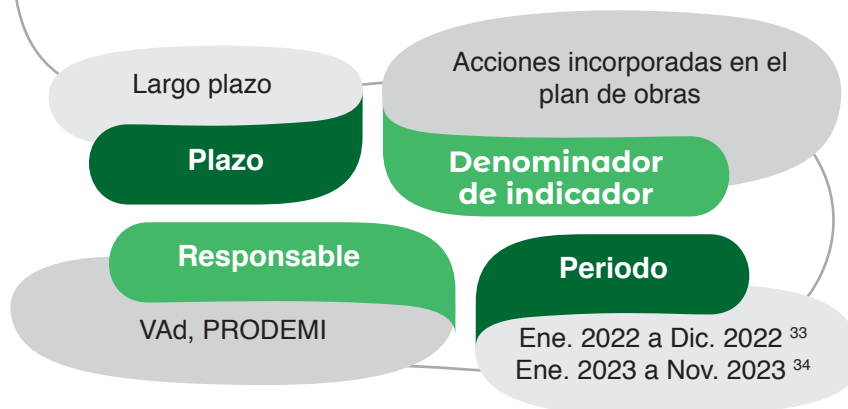 Largo plazo
Plazo
Acciones incorporadas en el
plan de obras
Denominador
de indicador
Responsable
VAd, PRODEMI
Periodo
Ene. 2022 a Dic. 2022 33
Ene. 2023 a Nov. 2023 34